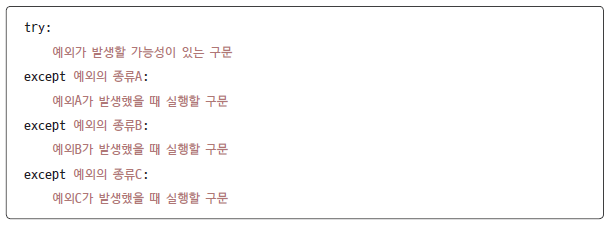 try:
    예외가 발생할 가능성이 있는 구문
except 예외의 종류A:
    예외A가 발생했을 때 실행할 구문
except 예외의 종류B:
    예외B가 발생했을 때 실행할 구문
except 예외의 종류C:
    예외C가 발생했을 때 실행할 구문